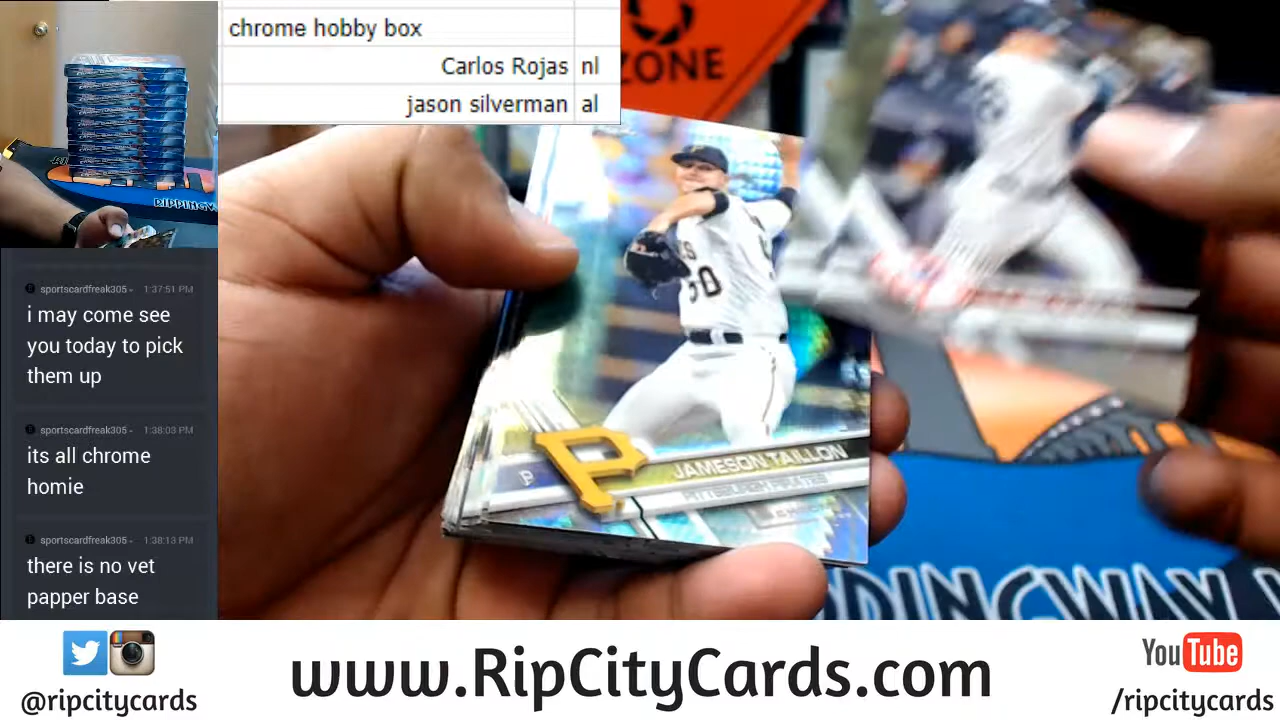 chrome hobby box
Carlos Rojas nl
jason silverman al
ZONE
RIPPINGW
sportscardfreak305 1:37:51 PM
i may come see
you today to pick
them up
sportscardfreak305 1:38:03 PM
its all chrome
homie
sportscardfreak305 1:38:13 PM
there is no vet
papper base
50
P
P
JAMESON TAILLON
PITTSBURGH PIRATES
www.RipCityCards.com
@ripcitycards
YouTube
/ripcitycards